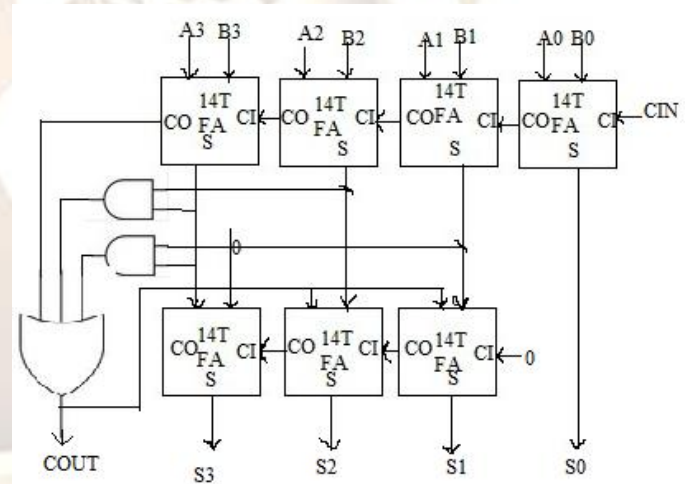 A3 B3 A2 B2 A1 B1 A0 B0
14T 14T 14T 14T
CO FA CI CO FA CI CO FA CI CO FA CI CIN
S S S S
0
14T 14T 14T
CO FA CI CO FA CI CO FA CI 0
S S S
COUT S3 S2 S1 S0